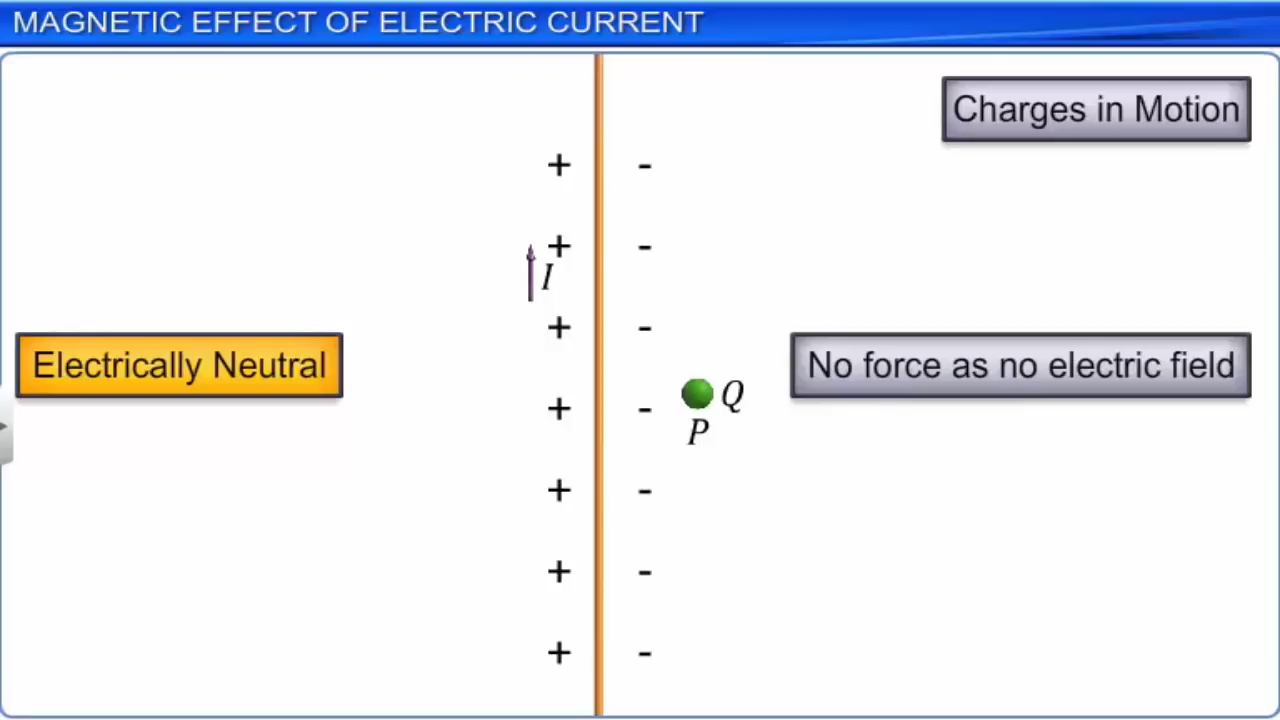 MAGNETIC EFFECT OF ELECTRIC CURRENT
Charges in Motion
+ -
+ -
I
+ -
Electrically Neutral
No force as no electric field
+ - Q
P
+ -
+ -
+ -